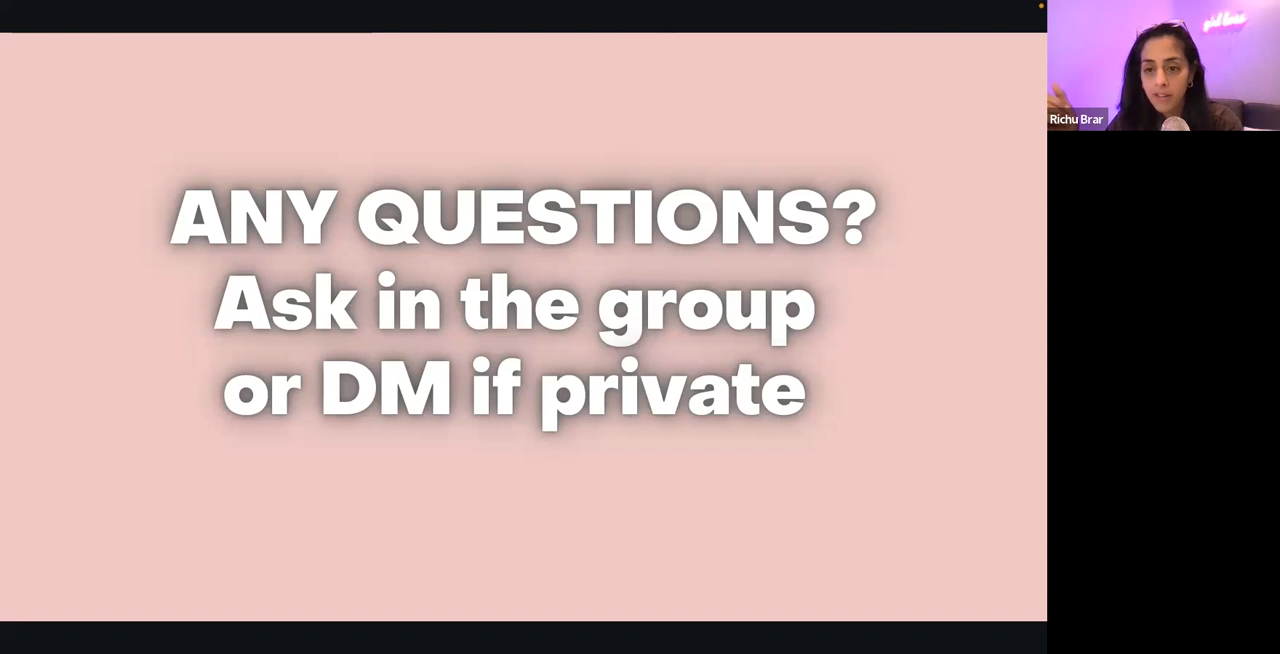 ANY QUESTIONS?
Ask in the group
or DM if private
Richu Brar